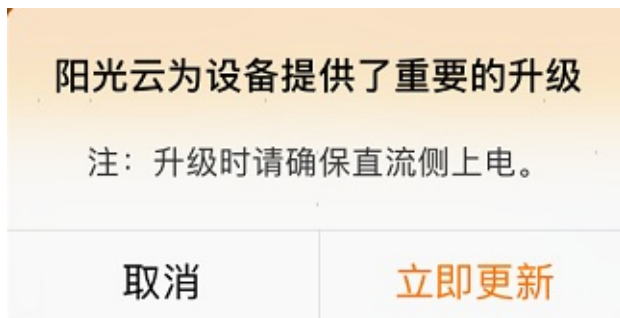 阳光云为设备提供了重要的升级
注：升级时请确保直流侧上电。
取消
立即更新